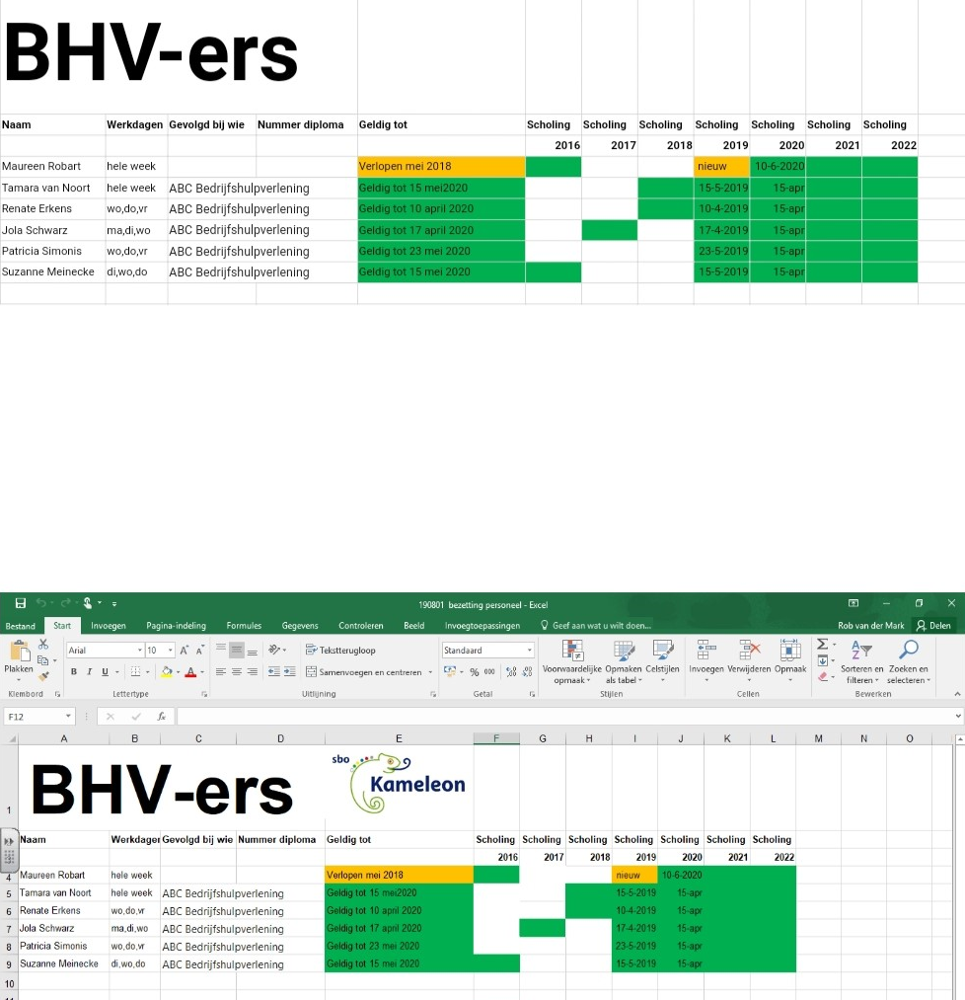 BHV-ers
Naam Werkdagen Gevolgd bij wie Nummer diploma Geldig tot Scholing Scholing Scholing Scholing Scholing Scholing Scholing
2016 2017 2018 2019 2020 2021 2022
Maureen Robart hele week Verlopen mei 2018 nieuw 10-6-2020
Tamara van Noort hele week ABC Bedrijfshulpverlening Geldig tot 15 mei2020 15-5-2019 15-apr
Renate Erkens wo,do,vr ABC Bedrijfshulpverlening Geldig tot 10 april 2020 10-4-2019 15-apr
Jola Schwarz ma,di,wo ABC Bedrijfshulpverlening Geldig tot 17 april 2020 17-4-2019 15-apr
Patricia Simonis wo,do,vr ABC Bedrijfshulpverlening Geldig tot 23 mei 2020 23-5-2019 15-apr
Suzanne Meinecke di,wo,do ABC Bedrijfshulpverlening Geldig tot 15 mei 2020 15-5-2019 15-apr
190801 bezetting personeel - Excel
Bestand Start Invoegen Pagina-indeling Formules Gegevens Controleren Beeld Invoegtoepassingen Geef aan wat u wilt doen... Rob van der Mark Delen
Arial 10 A A Tekstterugloop Standaard
Plakken B I U A Samenvoegen en centreren % 000 Voorwaardelijke opmaak Opmaken als tabel Celstijlen Invoegen Verwijderen Opmaak Sorteren en filteren Zoeken en selecteren
Klembord Lettertype Uitlijning Getal Stijlen Cellen Bewerken
F12 fx
A B C D E F G H I J K L M N O
1 BHV-ers sbo Kameleon
Naam Werkdagen Gevolgd bij wie Nummer diploma Geldig tot Scholing Scholing Scholing Scholing Scholing Scholing Scholing
2016 2017 2018 2019 2020 2021 2022
4 Maureen Robart hele week Verlopen mei 2018 nieuw 10-6-2020
5 Tamara van Noort hele week ABC Bedrijfshulpverlening Geldig tot 15 mei2020 15-5-2019 15-apr
6 Renate Erkens wo,do,vr ABC Bedrijfshulpverlening Geldig tot 10 april 2020 10-4-2019 15-apr
7 Jola Schwarz ma,di,wo ABC Bedrijfshulpverlening Geldig tot 17 april 2020 17-4-2019 15-apr
8 Patricia Simonis wo,do,vr ABC Bedrijfshulpverlening Geldig tot 23 mei 2020 23-5-2019 15-apr
9 Suzanne Meinecke di,wo,do ABC Bedrijfshulpverlening Geldig tot 15 mei 2020 15-5-2019 15-apr
10